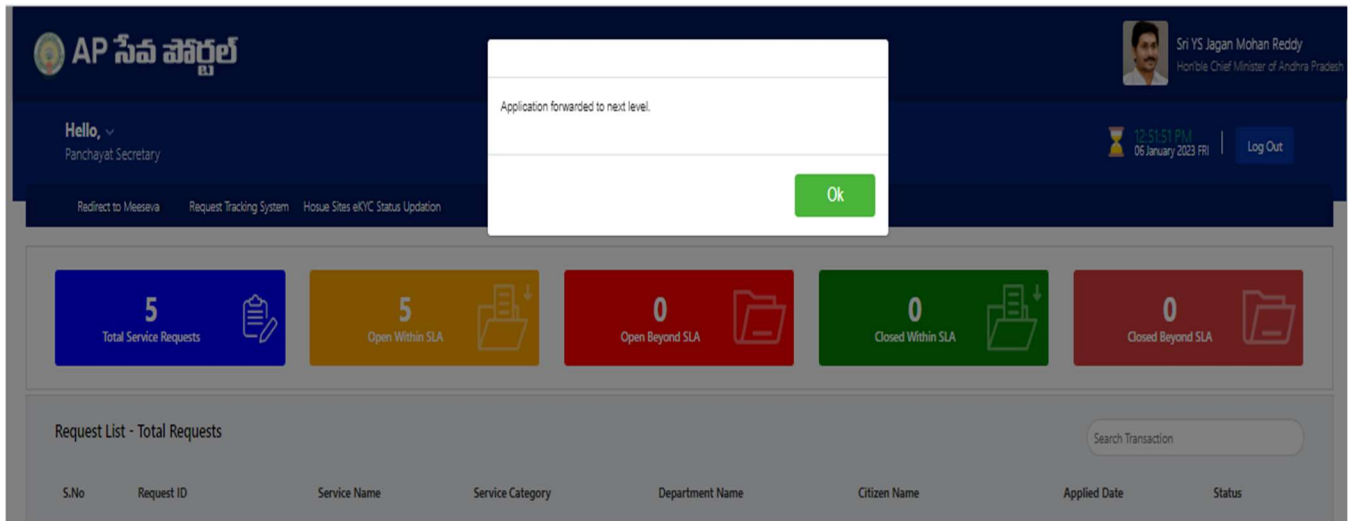 AP సేవ పోర్టల్
Sri YS Jagan Mohan Reddy
Hon'ble Chief Minister of Andhra Pradesh
Application forwarded to next level.
Ok
Hello,
Panchayat Secretary
12:51:51 PM
06 January 2023 FRI
Log Out
Redirect to Meeseva Request Tracking System Hosue Sites eKYC Status Updation
5
Total Service Requests
5
Open Within SLA
0
Open Beyond SLA
0
Closed Within SLA
0
Closed Beyond SLA
Request List - Total Requests
Search Transaction
S.No Request ID Service Name Service Category Department Name Citizen Name Applied Date Status